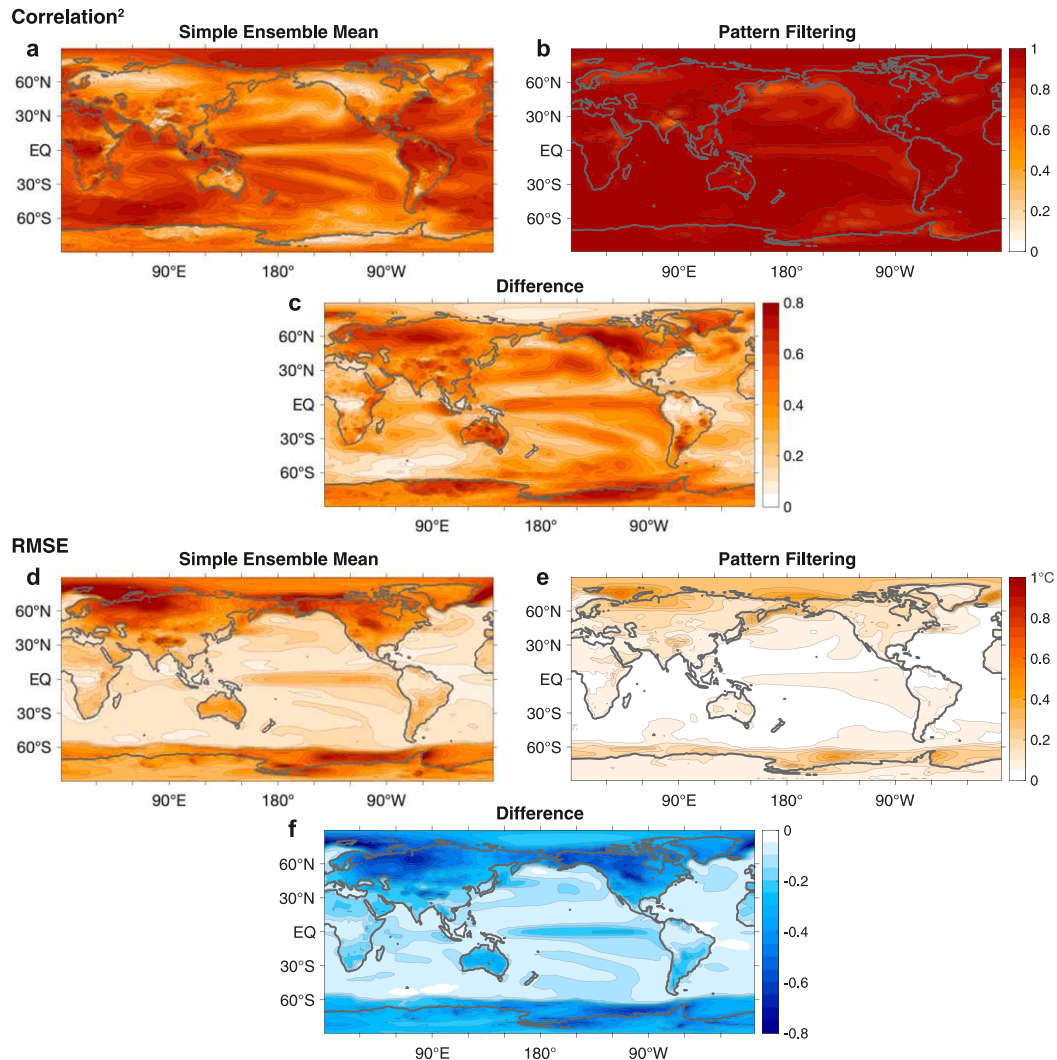 Correlation²
Simple Ensemble Mean
Pattern Filtering
a
b
60°N
30°N
EQ
30°S
60°S
90°E
180°
90°W
60°N
30°N
EQ
30°S
60°S
90°E
180°
90°W
1
0.8
0.6
0.4
0.2
0
Difference
c
60°N
30°N
EQ
30°S
60°S
90°E
180°
90°W
0.8
0.6
0.4
0.2
0
RMSE
Simple Ensemble Mean
Pattern Filtering
d
e
60°N
30°N
EQ
30°S
60°S
90°E
180°
90°W
60°N
30°N
EQ
30°S
60°S
90°E
180°
90°W
1°C
0.8
0.6
0.4
0.2
0
Difference
f
60°N
30°N
EQ
30°S
60°S
90°E
180°
90°W
0
-0.2
-0.4
-0.6
-0.8